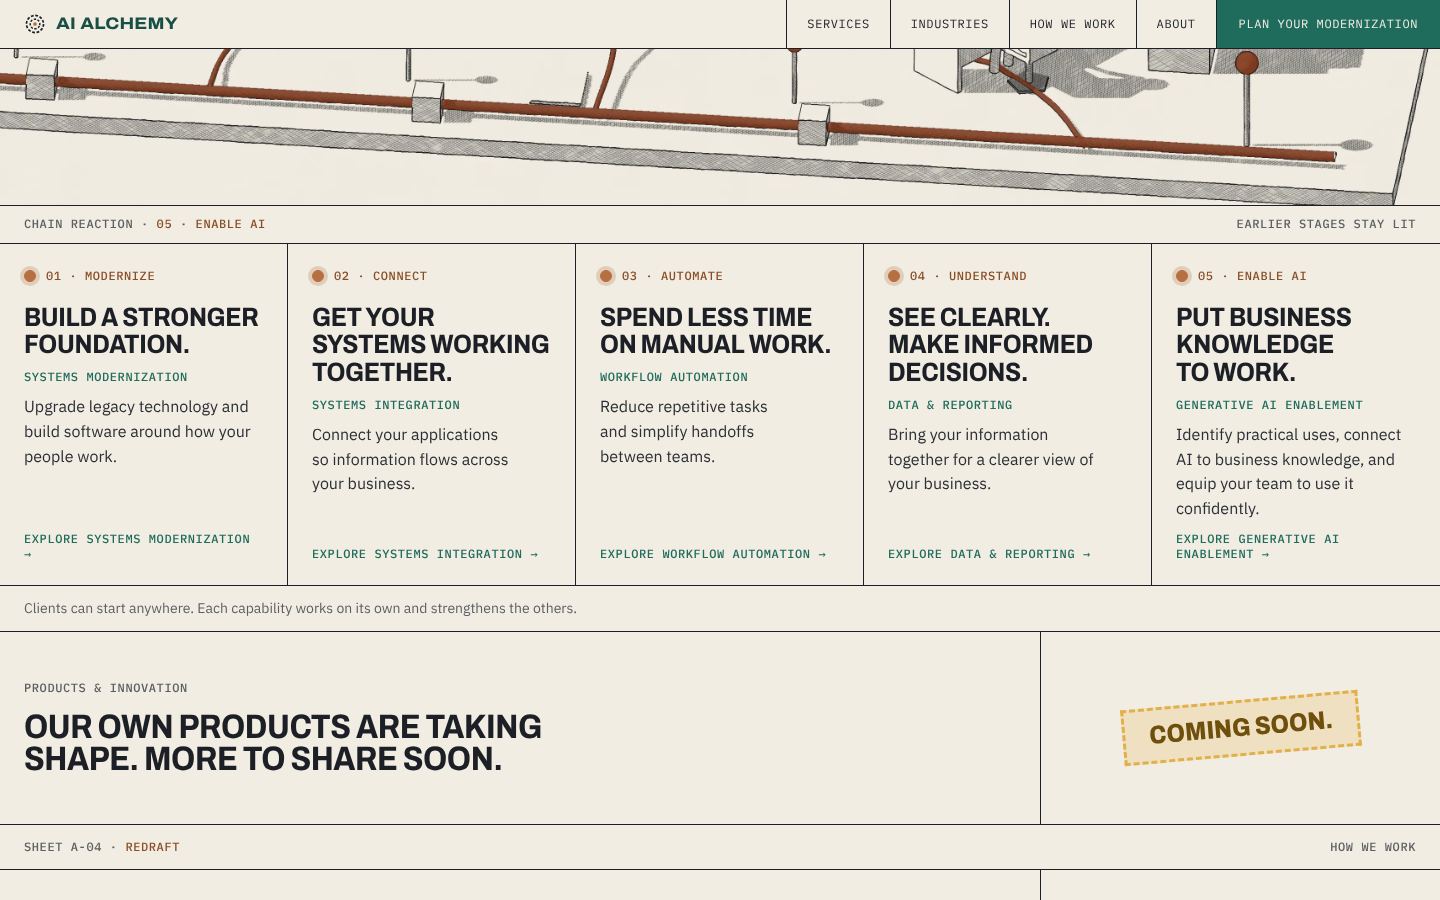 AI ALCHEMY
SERVICES
INDUSTRIES
HOW WE WORK
ABOUT
PLAN YOUR MODERNIZATION
CHAIN REACTION · 05 · ENABLE AI
EARLIER STAGES STAY LIT
01 · MODERNIZE
BUILD A STRONGER
FOUNDATION.
SYSTEMS MODERNIZATION
Upgrade legacy technology and
build software around how your
people work.
EXPLORE SYSTEMS MODERNIZATION
→
02 · CONNECT
GET YOUR
SYSTEMS WORKING
TOGETHER.
SYSTEMS INTEGRATION
Connect your applications
so information flows across
your business.
EXPLORE SYSTEMS INTEGRATION →
03 · AUTOMATE
SPEND LESS TIME
ON MANUAL WORK.
WORKFLOW AUTOMATION
Reduce repetitive tasks
and simplify handoffs
between teams.
EXPLORE WORKFLOW AUTOMATION →
04 · UNDERSTAND
SEE CLEARLY.
MAKE INFORMED
DECISIONS.
DATA & REPORTING
Bring your information
together for a clearer view of
your business.
EXPLORE DATA & REPORTING →
05 · ENABLE AI
PUT BUSINESS
KNOWLEDGE
TO WORK.
GENERATIVE AI ENABLEMENT
Identify practical uses, connect
AI to business knowledge, and
equip your team to use it
confidently.
EXPLORE GENERATIVE AI
ENABLEMENT →
Clients can start anywhere. Each capability works on its own and strengthens the others.
PRODUCTS & INNOVATION
OUR OWN PRODUCTS ARE TAKING
SHAPE. MORE TO SHARE SOON.
COMING SOON.
SHEET A-04 · REDRAFT
HOW WE WORK